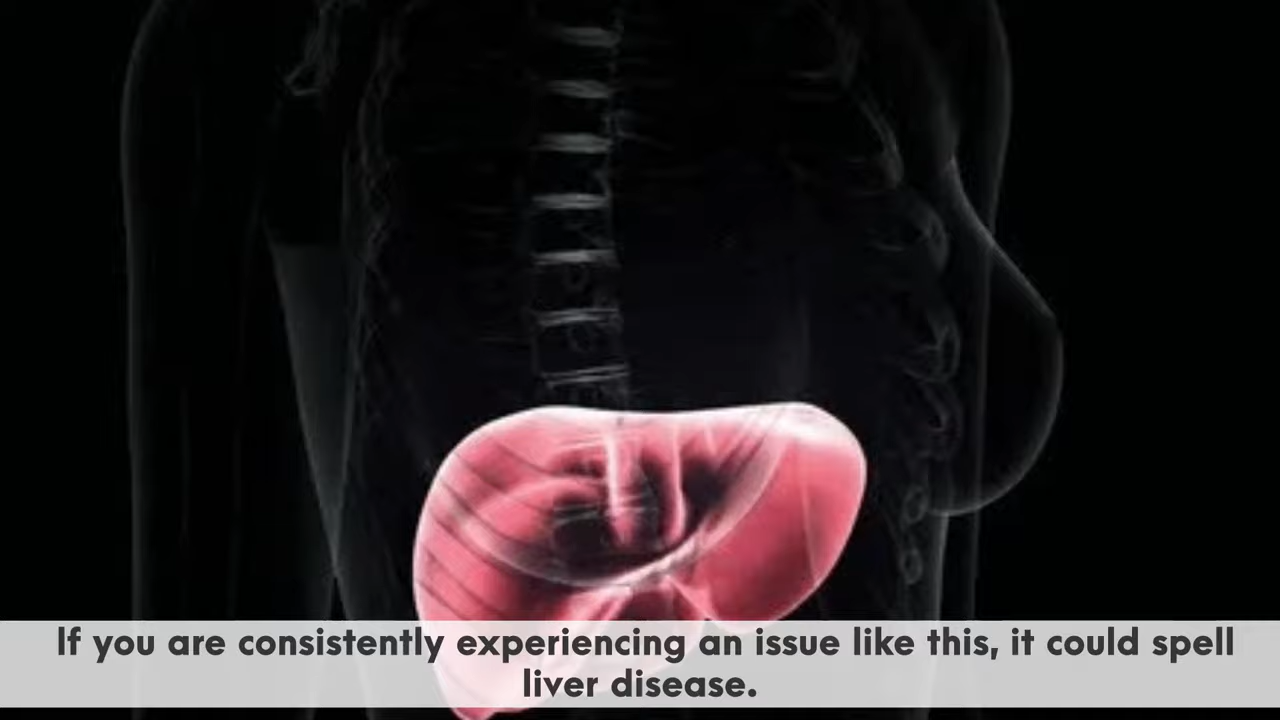 If you are consistently experiencing an issue like this, it could spell
liver disease.